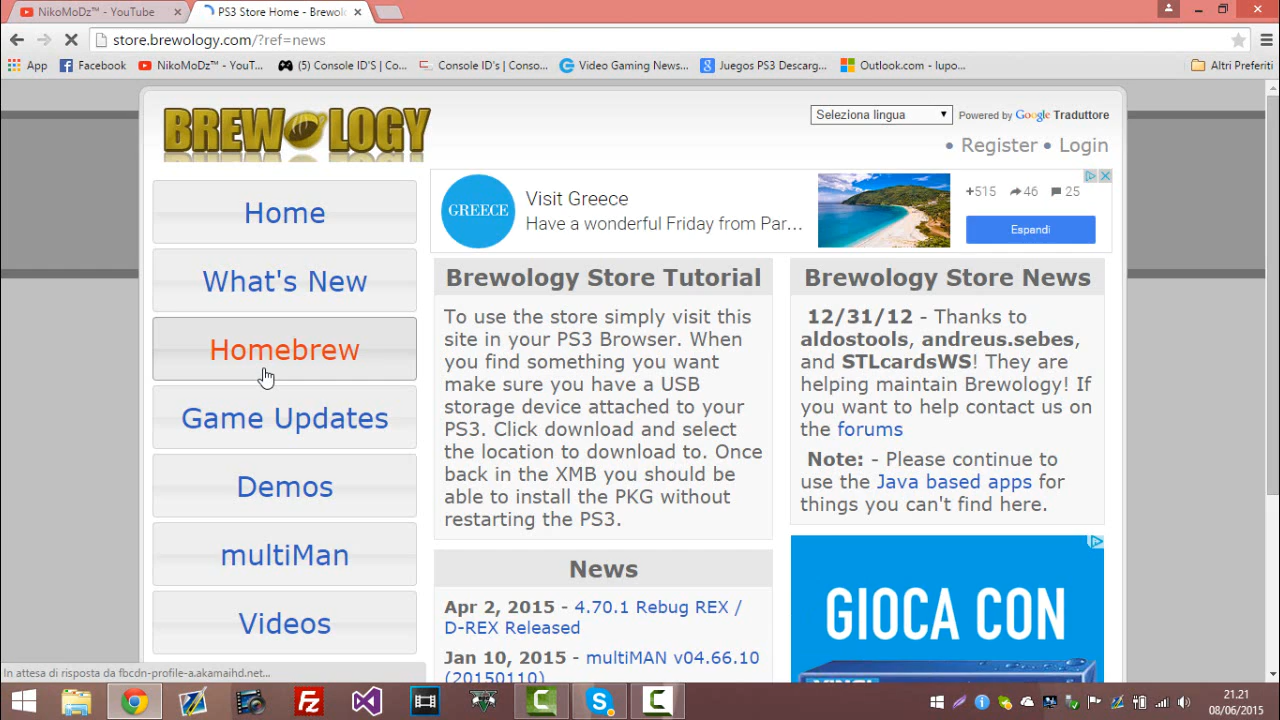 NikoMoDz™ - YouTube
PS3 Store Home - Brewolo
store.brewology.com/?ref=news
App
Facebook
NikoMoDz™ - YouT...
(5) Console ID'S | Co...
Console ID'S | Conso...
Video Gaming News...
Juegos PS3 Descarg...
Outlook.com - lupo...
Altri Preferiti
BREWOLOGY
Seleziona lingua
Powered by Google Traduttore
• Register • Login
Home
What's New
Homebrew
Game Updates
Demos
multiMan
Videos
GREECE
Visit Greece
Have a wonderful Friday from Par...
+515 46 25
Espandi
Brewology Store Tutorial
To use the store simply visit this
site in your PS3 Browser. When
you find something you want
make sure you have a USB
storage device attached to your
PS3. Click download and select
the location to download to. Once
back in the XMB you should be
able to install the PKG without
restarting the PS3.
News
Apr 2, 2015 - 4.70.1 Rebug REX /
D-REX Released
Jan 10, 2015 - multiMAN v04.66.10
(20150110)
Brewology Store News
12/31/12 - Thanks to
aldostools, andreus.sebes,
and STLcardsWS! They are
helping maintain Brewology! If
you want to help contact us on
the forums
Note: - Please continue to
use the Java based apps for
things you can't find here.
GIOCA CON
In attesa di risposta da fbcdn-profile-a.akamaihd.net...
21.21
08/06/2015